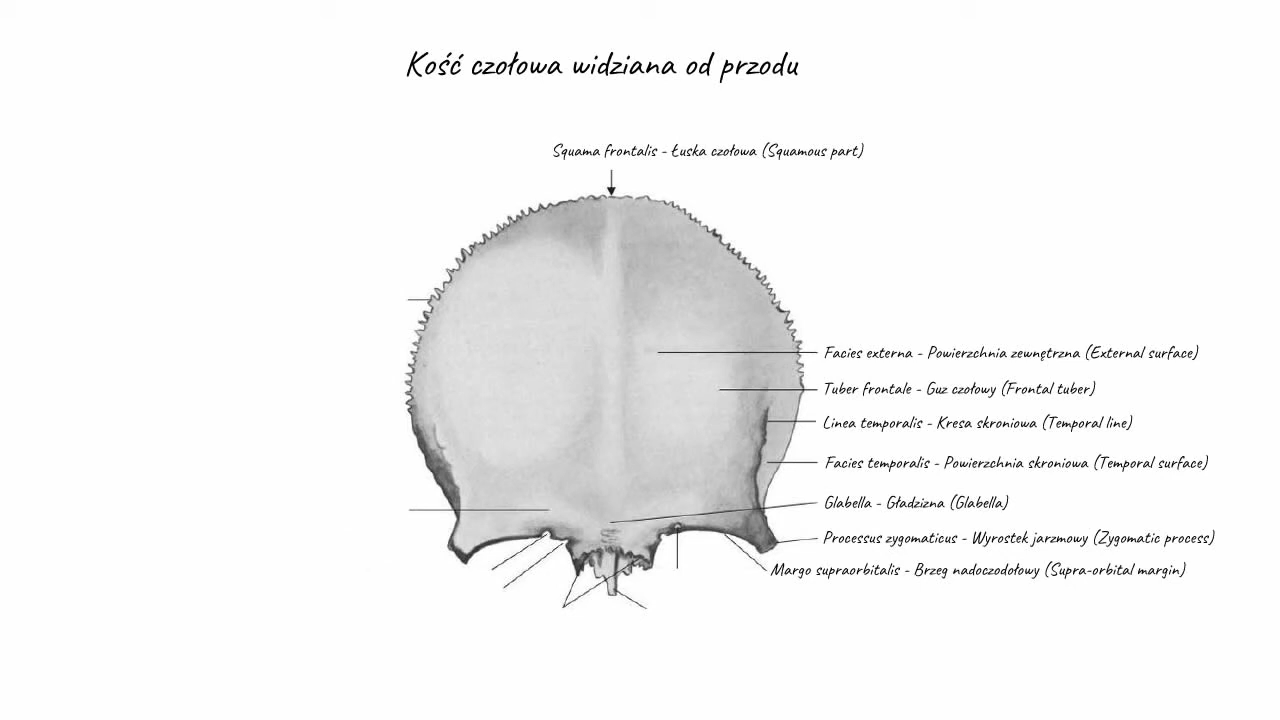 Kość czołowa widziana od przodu
Squama frontalis - Łuska czołowa (Squamous part)
Facies externa - Powierzchnia zewnętrzna (External surface)
Tuber frontale - Guz czołowy (Frontal tuber)
Linea temporalis - Kresa skroniowa (Temporal line)
Facies temporalis - Powierzchnia skroniowa (Temporal surface)
Glabella - Gładzizna (Glabella)
Processus zygomaticus - Wyrostek jarzmowy (Zygomatic process)
Margo supraorbitalis - Brzeg nadoczodołowy (Supra-orbital margin)